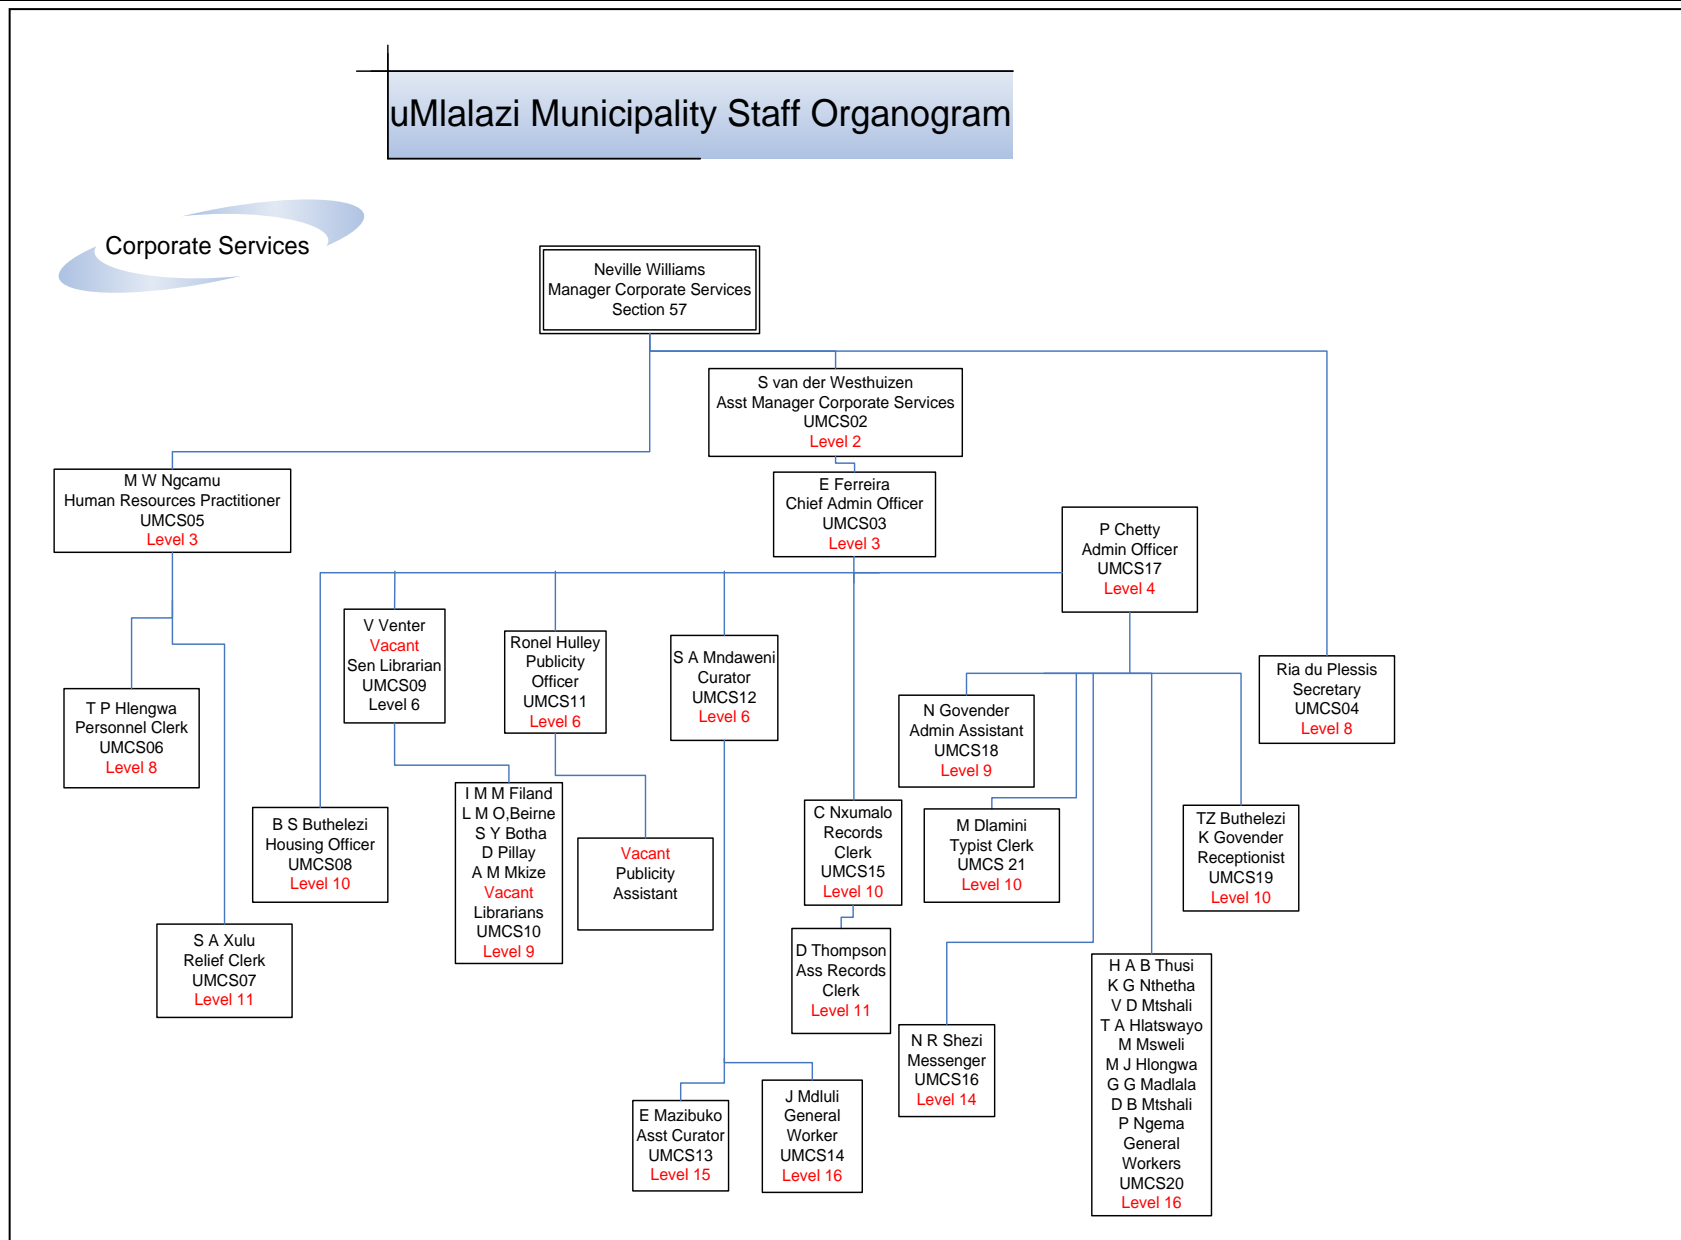 uMlalazi Municipality Staff Organogram
Corporate Services
Neville Williams
Manager Corporate Services
Section 57
S van der Westhuizen
Asst Manager Corporate Services
UMCS02
Level 2
M W Ngcamu
Human Resources Practitioner
UMCS05
Level 3
E Ferreira
Chief Admin Officer
UMCS03
Level 3
P Chetty
Admin Officer
UMCS17
Level 4
V Venter
Vacant
Sen Librarian
UMCS09
Level 6
Ronel Hulley
Publicity
Officer
UMCS11
Level 6
S A Mndaweni
Curator
UMCS12
Level 6
Ria du Plessis
Secretary
UMCS04
Level 8
T P Hlengwa
Personnel Clerk
UMCS06
Level 8
N Govender
Admin Assistant
UMCS18
Level 9
B S Buthelezi
Housing Officer
UMCS08
Level 10
I M M Filand
L M O,Beirne
S Y Botha
D Pillay
A M Mkize
Vacant
Librarians
UMCS10
Level 9
Vacant
Publicity
Assistant
C Nxumalo
Records
Clerk
UMCS15
Level 10
M Dlamini
Typist Clerk
UMCS 21
Level 10
TZ Buthelezi
K Govender
Receptionist
UMCS19
Level 10
S A Xulu
Relief Clerk
UMCS07
Level 11
D Thompson
Ass Records
Clerk
Level 11
N R Shezi
Messenger
UMCS16
Level 14
H A B Thusi
K G Nthetha
V D Mtshali
T A Hlatswayo
M Msweli
M J Hlongwa
G G Madlala
D B Mtshali
P Ngema
General
Workers
UMCS20
Level 16
E Mazibuko
Asst Curator
UMCS13
Level 15
J Mdluli
General
Worker
UMCS14
Level 16